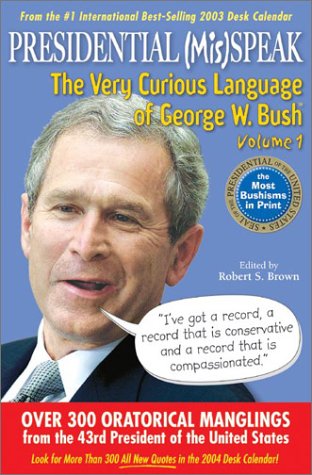 From the #1 International Best-Selling 2003 Desk Calendar
PRESIDENTIAL (Mis)SPEAK
The Very Curious Language
of George W. Bush
Volume 1
SEAL OF THE PRESIDENTIAL OF THE UNITED STATES
the
Most
Bushisms
in Print
Edited by
Robert S. Brown
"I've got a record, a
record that is conservative
and a record that is
compassionated."
OVER 300 ORATORICAL MANGLINGS
from the 43rd President of the United States
Look for More Than 300 All New Quotes in the 2004 Desk Calendar!